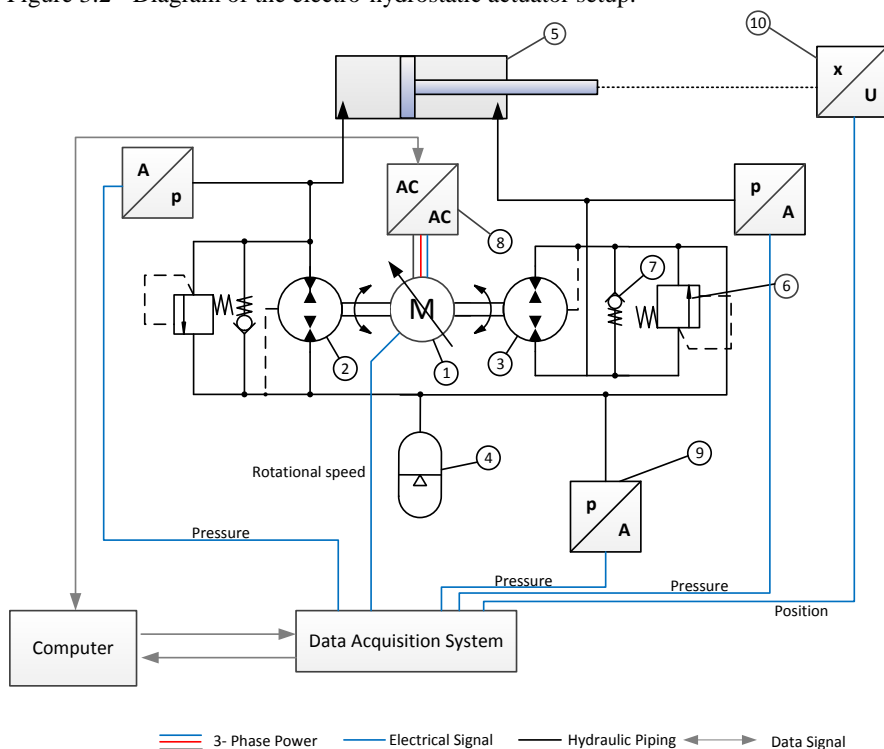 Figure 3.2 - Diagram of the electro-hydrostatic actuator setup.
5
10
x
U
A
p
AC
AC
8
p
A
7
6
M
2
1
3
4
9
Rotational speed
p
A
Pressure
Pressure
Pressure
Position
Computer
Data Acquisition System
3- Phase Power
Electrical Signal
Hydraulic Piping
Data Signal